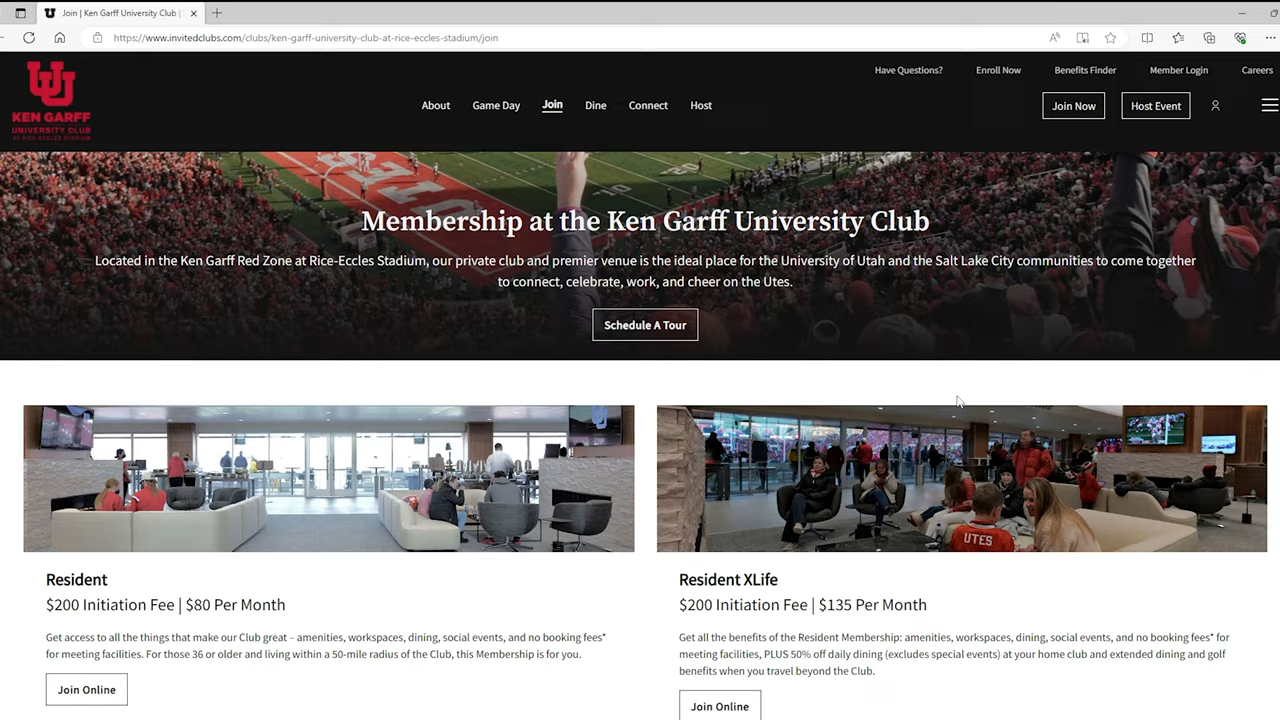 Join | Ken Garff University Club |
https://www.invitedclubs.com/clubs/ken-garff-university-club-at-rice-eccles-stadium/join
Have Questions? Enroll Now Benefits Finder Member Login Careers
KEN GARFF
UNIVERSITY CLUB
AT RICE-ECCLES STADIUM
About Game Day Join Dine Connect Host
Join Now Host Event
Membership at the Ken Garff University Club
Located in the Ken Garff Red Zone at Rice-Eccles Stadium, our private club and premier venue is the ideal place for the University of Utah and the Salt Lake City communities to come together
to connect, celebrate, work, and cheer on the Utes.
Schedule A Tour
UTES
Resident
$200 Initiation Fee | $80 Per Month
Get access to all the things that make our Club great – amenities, workspaces, dining, social events, and no booking fees*
for meeting facilities. For those 36 or older and living within a 50-mile radius of the Club, this Membership is for you.
Join Online
Resident XLife
$200 Initiation Fee | $135 Per Month
Get all the benefits of the Resident Membership: amenities, workspaces, dining, social events, and no booking fees* for
meeting facilities, PLUS 50% off daily dining (excludes special events) at your home club and extended dining and golf
benefits when you travel beyond the Club.
Join Online